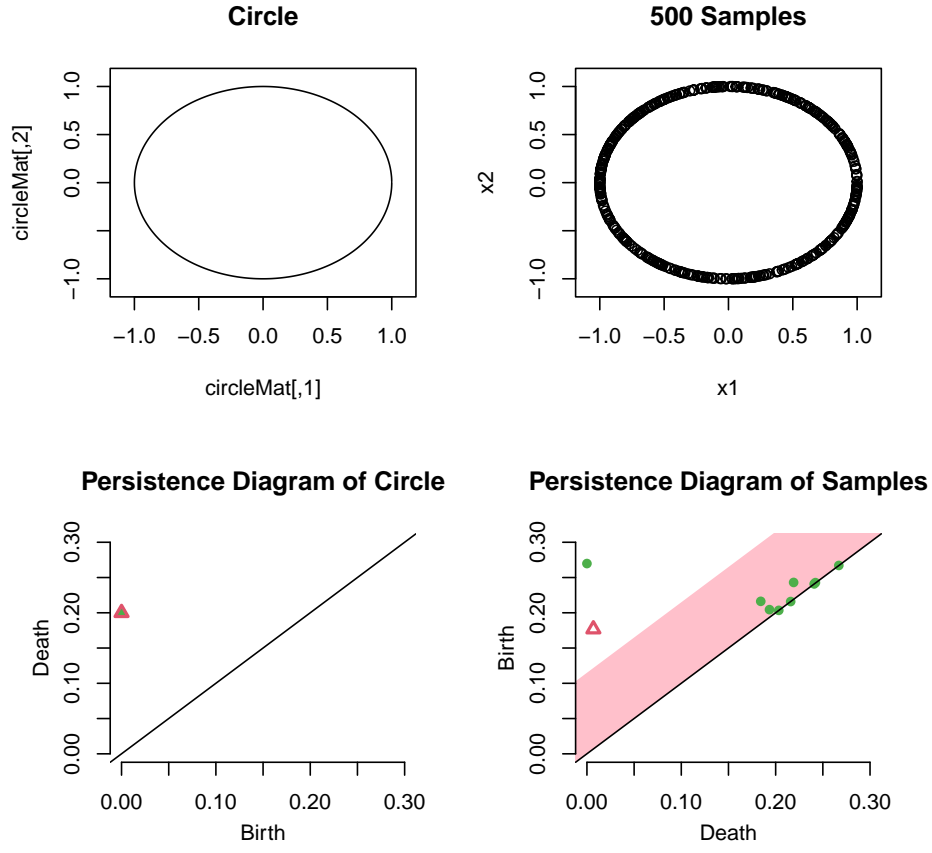 Circle
circleMat[,2]
1.0
0.5
0.0
−1.0
−1.0 −0.5 0.0 0.5 1.0
circleMat[,1]
500 Samples
x2
1.0
0.5
0.0
−1.0
−1.0 −0.5 0.0 0.5 1.0
x1
Persistence Diagram of Circle
Death
0.30
0.20
0.10
0.00
0.00 0.10 0.20 0.30
Birth
Persistence Diagram of Samples
Birth
0.30
0.20
0.10
0.00
0.00 0.10 0.20 0.30
Death